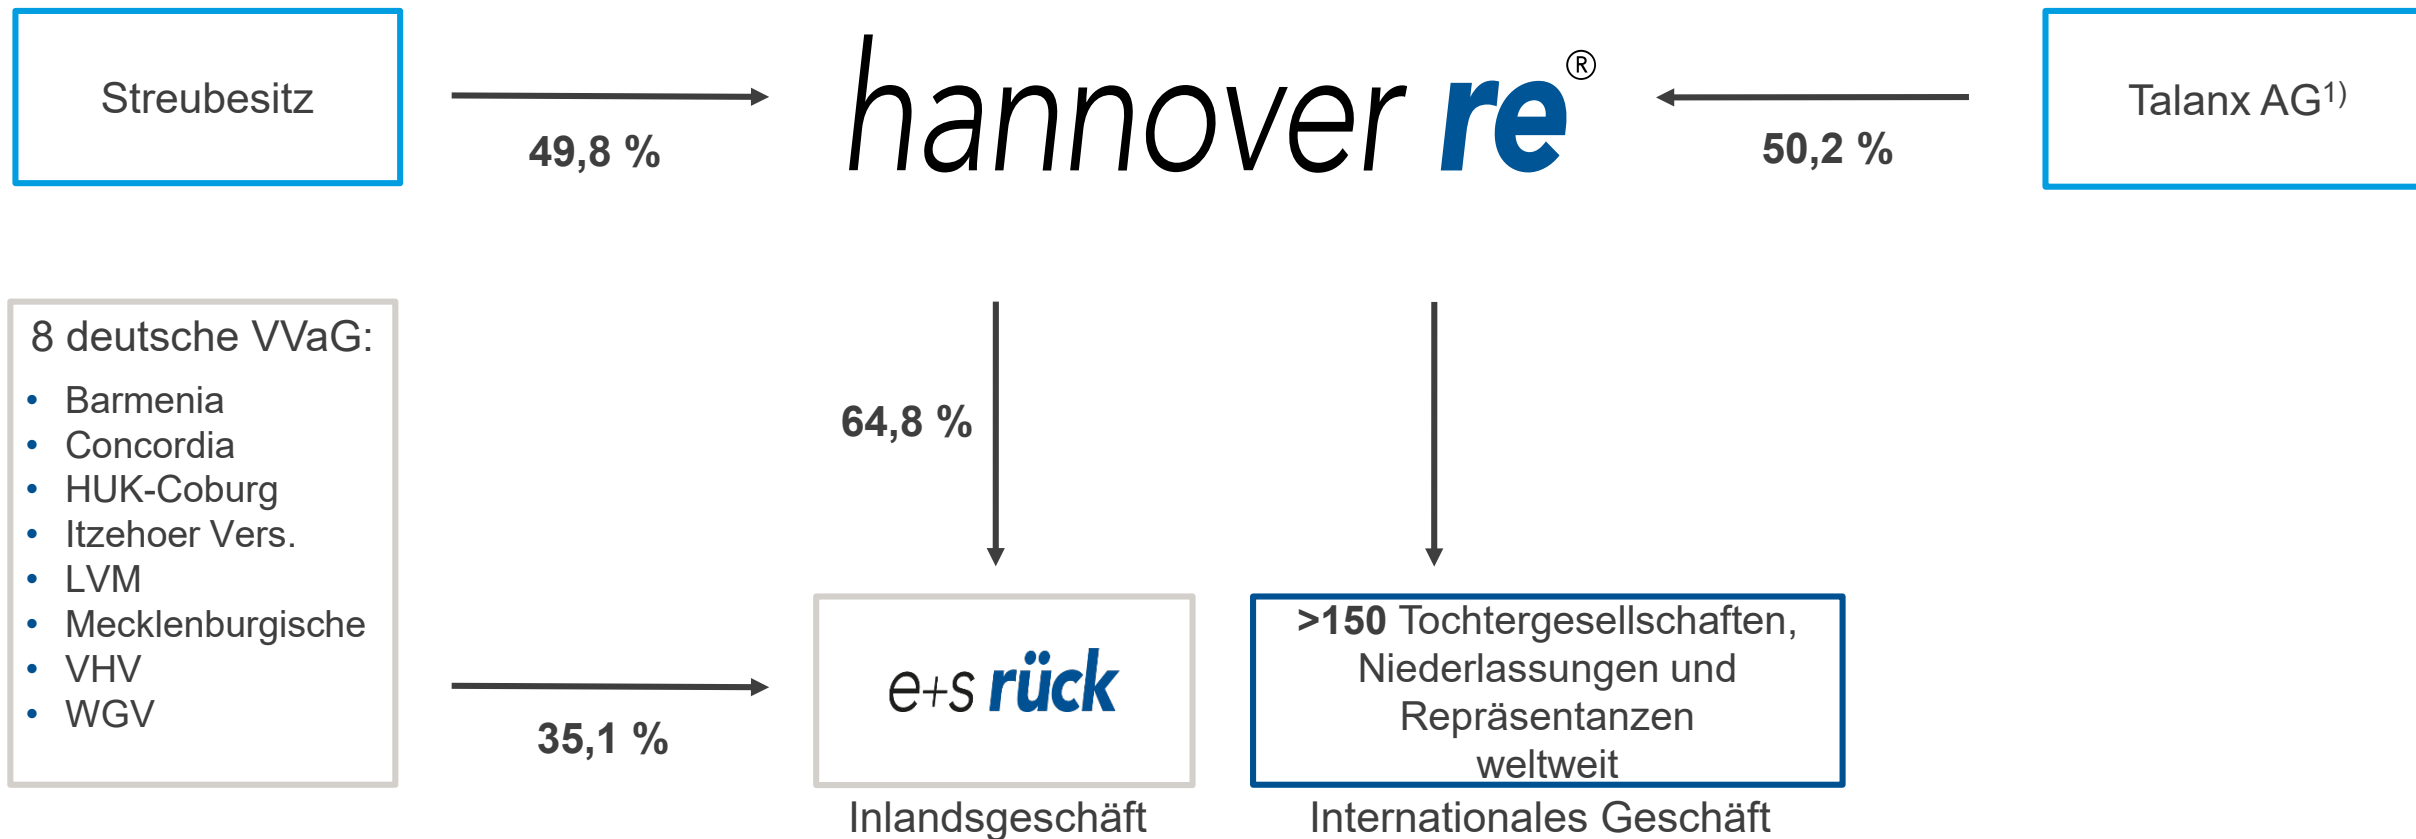 Streubesitz
49,8 %
hannover re®
50,2 %
Talanx AG¹⁾
8 deutsche VVaG:
• Barmenia
• Concordia
• HUK-Coburg
• Itzehoer Vers.
• LVM
• Mecklenburgische
• VHV
• WGV
35,1 %
64,8 %
e+s rück
Inlandsgeschäft
>150 Tochtergesellschaften,
Niederlassungen und
Repräsentanzen
weltweit
Internationales Geschäft